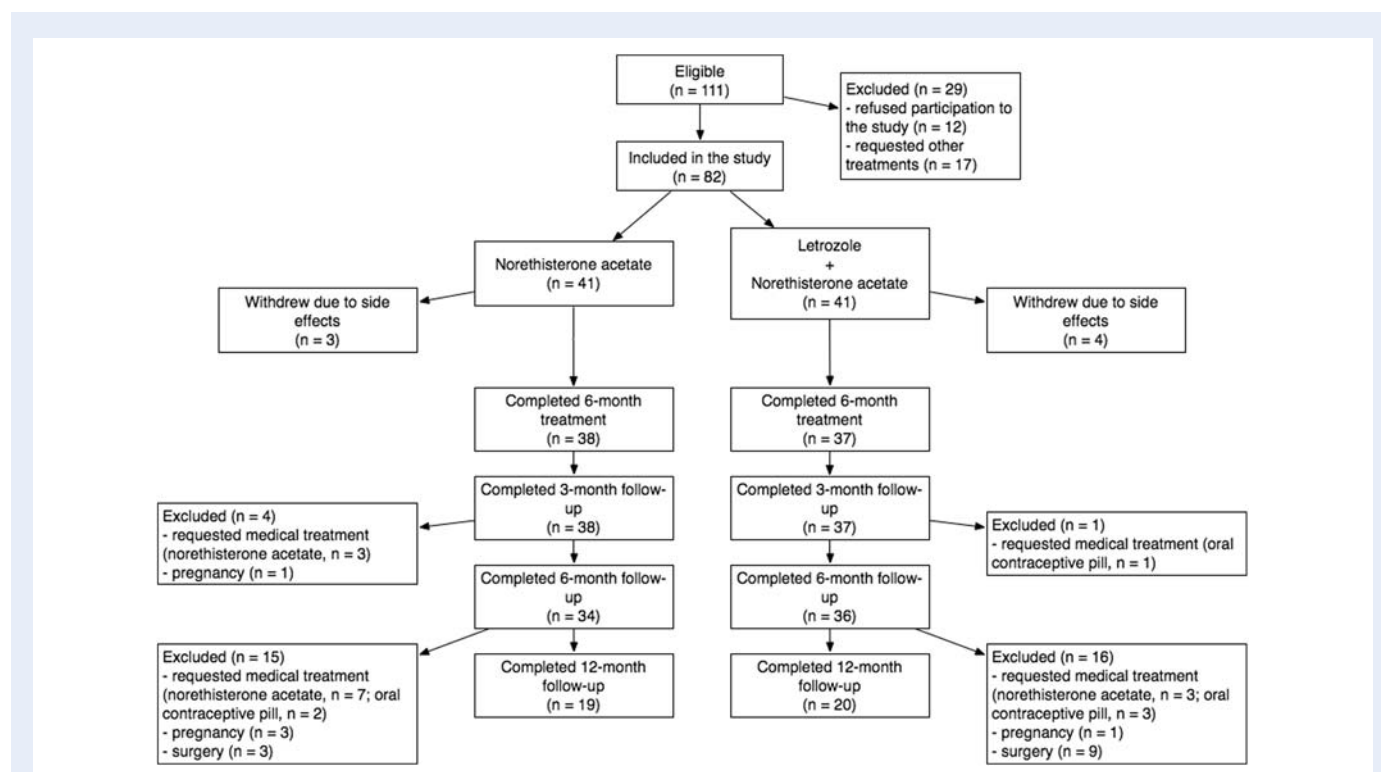 Eligible
(n = 111)
Excluded (n = 29)
- refused participation to
the study (n = 12)
- requested other
treatments (n = 17)
Included in the study
(n = 82)
Norethisterone acetate
(n = 41)
Letrozole
+
Norethisterone acetate
(n = 41)
Withdrew due to side
effects
(n = 3)
Withdrew due to side
effects
(n = 4)
Completed 6-month
treatment
(n = 38)
Completed 6-month
treatment
(n = 37)
Completed 3-month follow-
up
(n = 38)
Completed 3-month follow-
up
(n = 37)
Excluded (n = 4)
- requested medical treatment
(norethisterone acetate, n = 3)
- pregnancy (n = 1)
Excluded (n = 1)
- requested medical treatment (oral
contraceptive pill, n = 1)
Completed 6-month follow-
up
(n = 34)
Completed 6-month follow-
up
(n = 36)
Excluded (n = 15)
- requested medical treatment
(norethisterone acetate, n = 7; oral
contraceptive pill, n = 2)
- pregnancy (n = 3)
- surgery (n = 3)
Completed 12-month
follow-up
(n = 19)
Completed 12-month
follow-up
(n = 20)
Excluded (n = 16)
- requested medical treatment
(norethisterone acetate, n = 3; oral
contraceptive pill, n = 3)
- pregnancy (n = 1)
- surgery (n = 9)